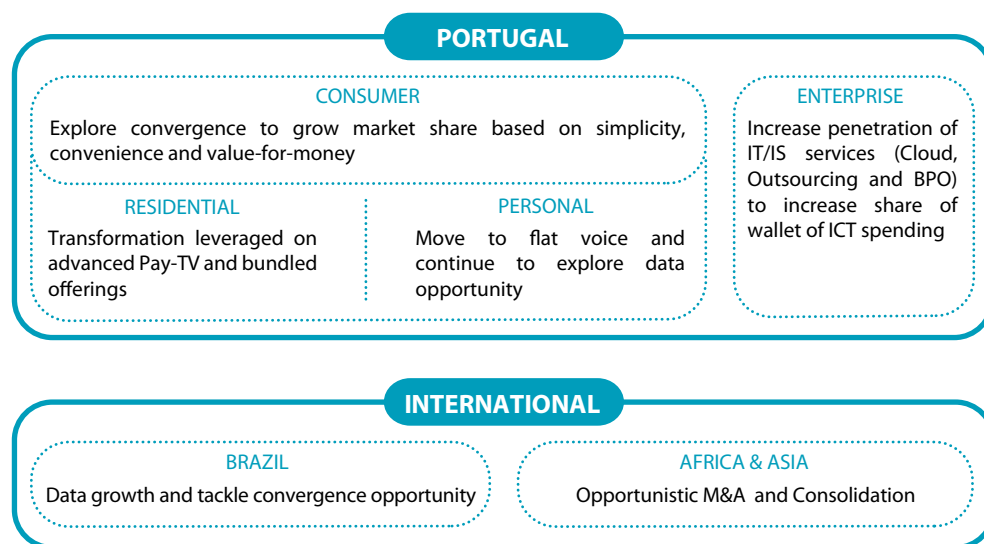 PORTUGAL
CONSUMER
Explore convergence to grow market share based on simplicity,
convenience and value-for-money
RESIDENTIAL
Transformation leveraged on
advanced Pay-TV and bundled
offerings
PERSONAL
Move to flat voice and
continue to explore data
opportunity
ENTERPRISE
Increase penetration of
IT/IS services (Cloud,
Outsourcing and BPO)
to increase share of
wallet of ICT spending
INTERNATIONAL
BRAZIL
Data growth and tackle convergence opportunity
AFRICA & ASIA
Opportunistic M&A and Consolidation